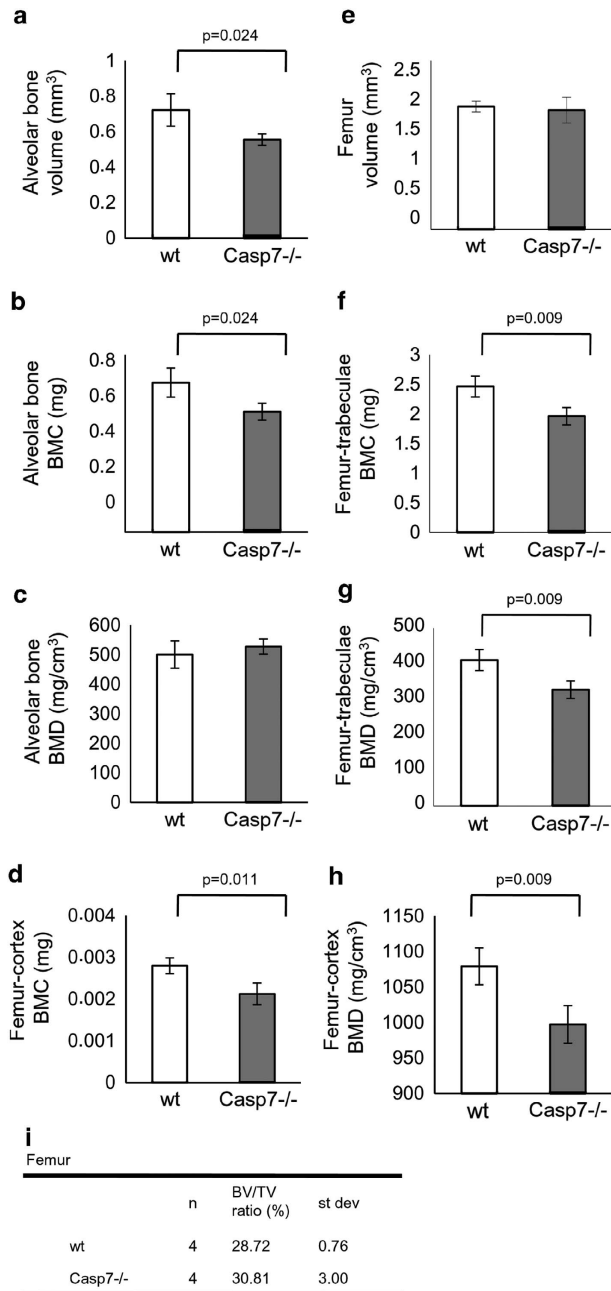 a
p=0.024
Alveolar bone
volume (mm³)
1
0.8
0.6
0.4
0.2
0
wt
Casp7-/-
b
p=0.024
Alveolar bone
BMC (mg)
0.8
0.6
0.4
0.6
0
wt
Casp7-/-
c
Alveolar bone
BMD (mg/cm³)
600
500
400
300
200
100
0
wt
Casp7-/-
d
p=0.011
Femur-cortex
BMC (mg)
0.004
0.003
0.002
0.001
0
wt
Casp7-/-
e
Femur
volume (mm³)
2.5
2
1.5
1
0.5
0
wt
Casp7-/-
f
p=0.009
Femur-trabeculae
BMC (mg)
3
2.5
2
1.5
1
0.5
0
wt
Casp7-/-
g
p=0.009
Femur-trabeculae
BMD (mg/cm³)
500
400
300
200
100
0
wt
Casp7-/-
h
p=0.009
Femur-cortex
BMD (mg/cm³)
1150
1100
1050
1000
950
900
wt
Casp7-/-
i
Femur
n BV/TV ratio (%) st dev
wt 4 28.72 0.76
Casp7-/- 4 30.81 3.00